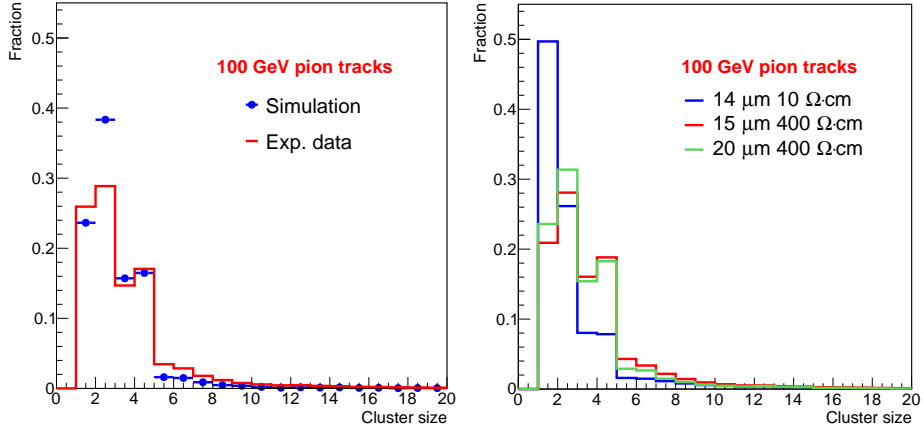 Fraction
0.5
0.4
0.3
0.2
0.1
0
0 2 4 6 8 10 12 14 16 18 20
Cluster size
100 GeV pion tracks
Simulation
Exp. data
Fraction
0.5
0.4
0.3
0.2
0.1
0
0 2 4 6 8 10 12 14 16 18 20
Cluster size
100 GeV pion tracks
14 μm 10 Ω·cm
15 μm 400 Ω·cm
20 μm 400 Ω·cm